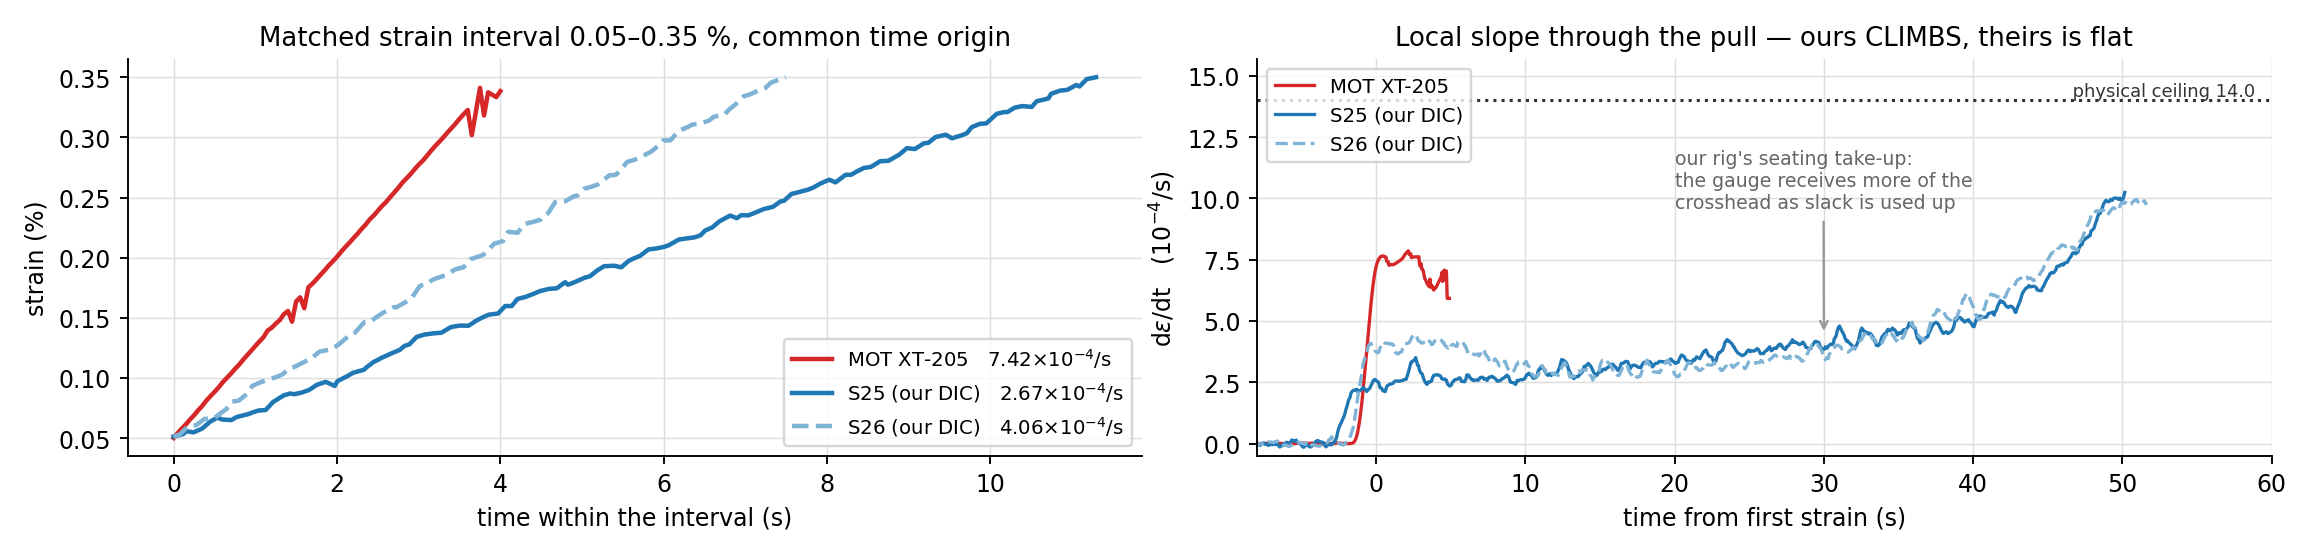 Matched strain interval 0.05–0.35 %, common time origin
strain (%)
0.35
0.30
0.25
0.20
0.15
0.10
0.05
MOT XT-205 7.42×10⁻⁴/s
S25 (our DIC) 2.67×10⁻⁴/s
S26 (our DIC) 4.06×10⁻⁴/s
0 2 4 6 8 10
time within the interval (s)
Local slope through the pull — ours CLIMBS, theirs is flat
dε/dt (10⁻⁴/s)
15.0
12.5
10.0
7.5
5.0
2.5
0.0
MOT XT-205
S25 (our DIC)
S26 (our DIC)
physical ceiling 14.0
our rig's seating take-up:
the gauge receives more of the
crosshead as slack is used up
0 10 20 30 40 50 60
time from first strain (s)